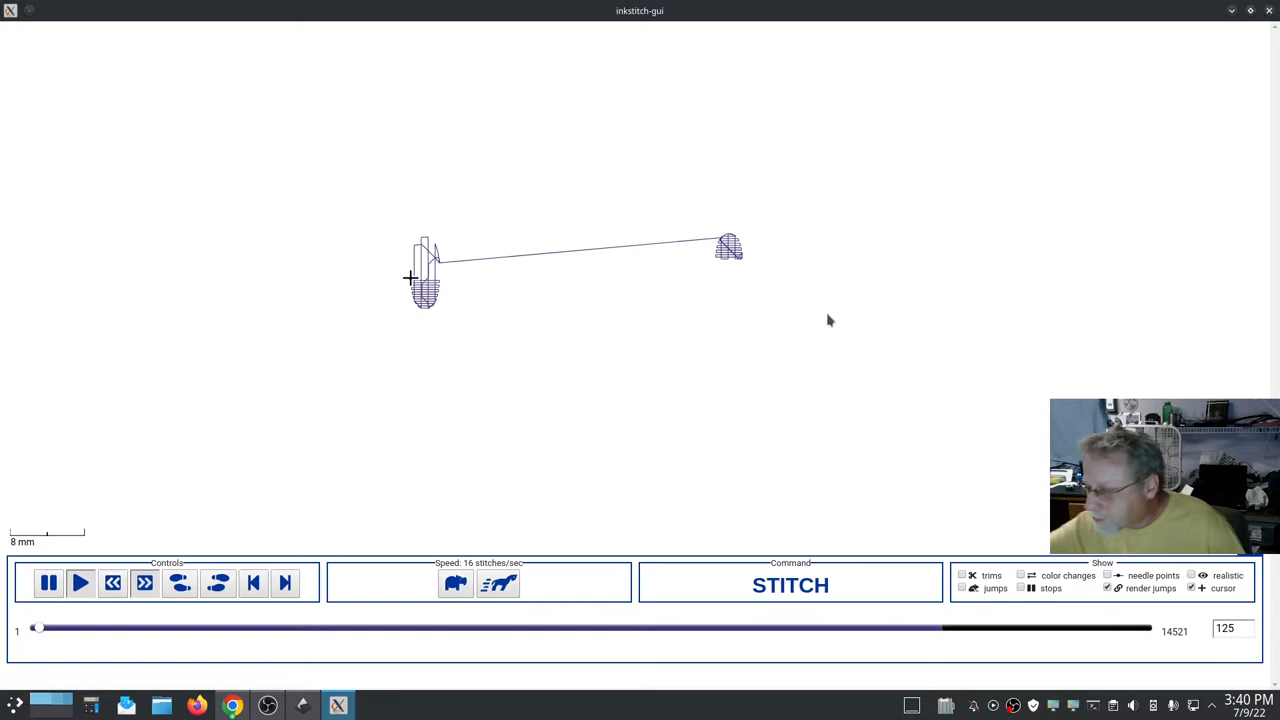 inkstitch-gui
8 mm
Controls
Speed: 16 stitches/sec
Command
STITCH
Show
trims
color changes
needle points
realistic
jumps
stops
render jumps
cursor
1
14521
125
3:40 PM
7/9/22